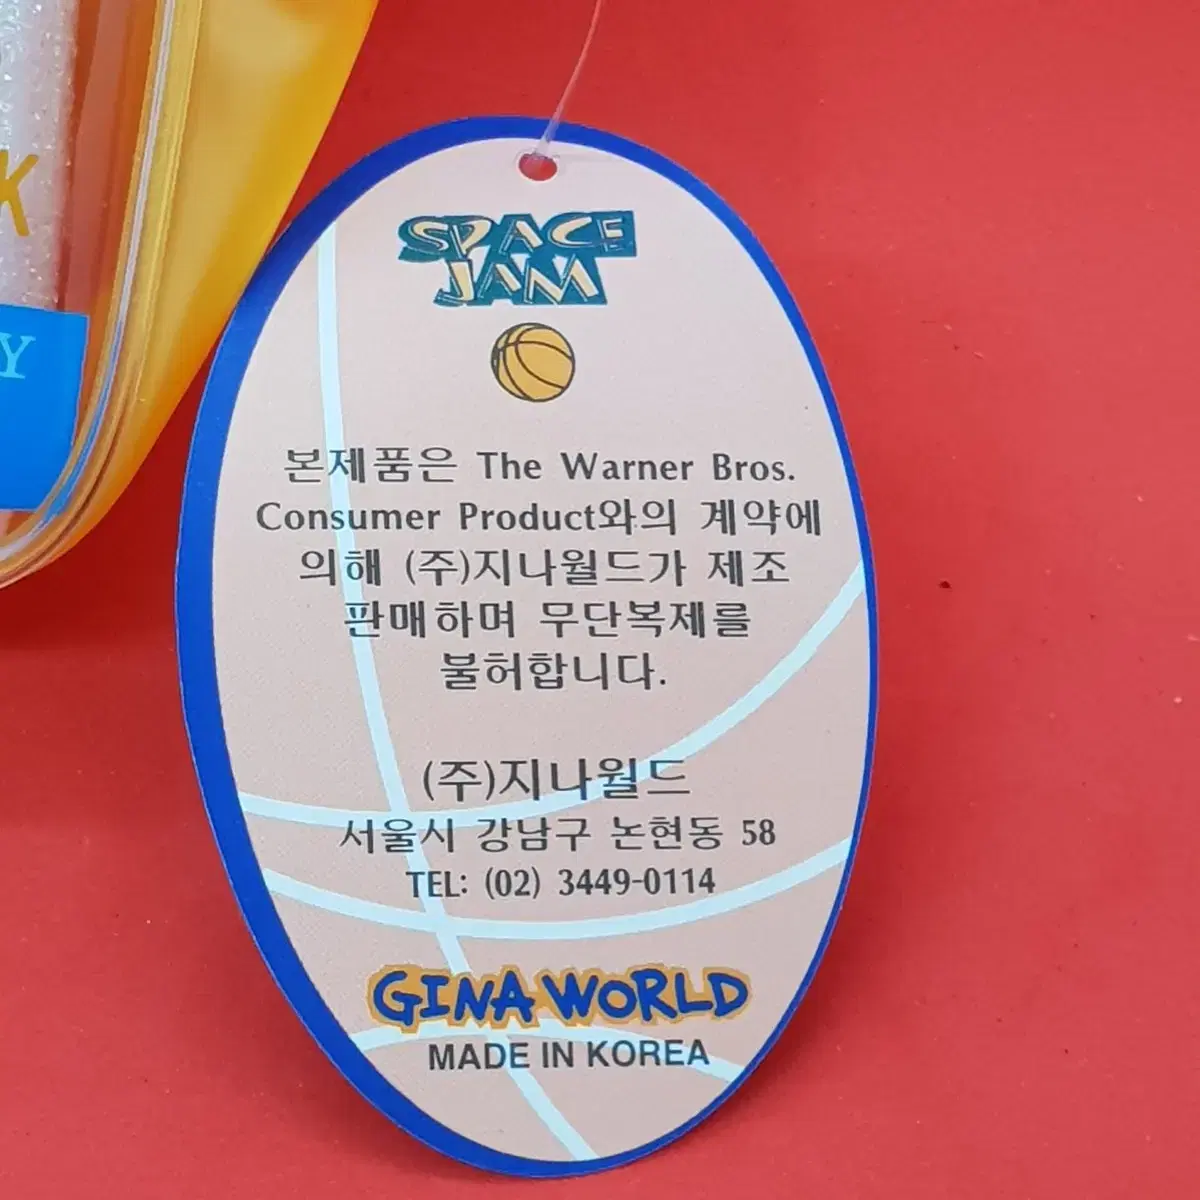 K
Y
SPACE
JAM
본제품은 The Warner Bros.
Consumer Product와의 계약에
의해 (주)지나월드가 제조
판매하며 무단복제를
불허합니다.
(주)지나월드
서울시 강남구 논현동 58
TEL: (02) 3449-0114
GINA WORLD
MADE IN KOREA